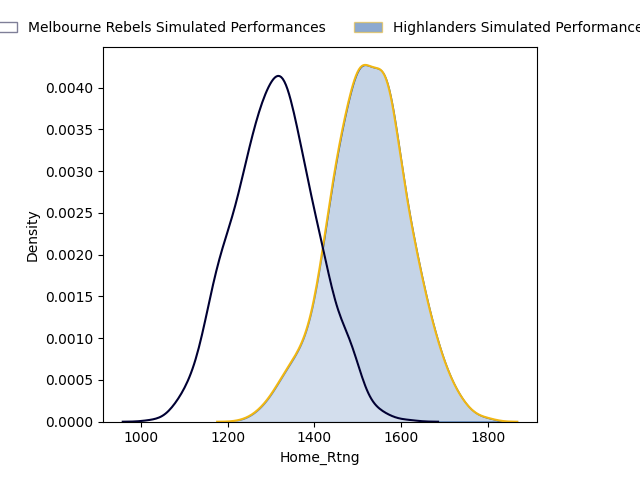 Melbourne Rebels Simulated Performances Highlanders Simulated Performance
0.0040
0.0035
0.0030
0.0025
0.0020
0.0015
0.0010
0.0005
0.0000
Density
1000 1200 1400 1600 1800
Home_Rtng